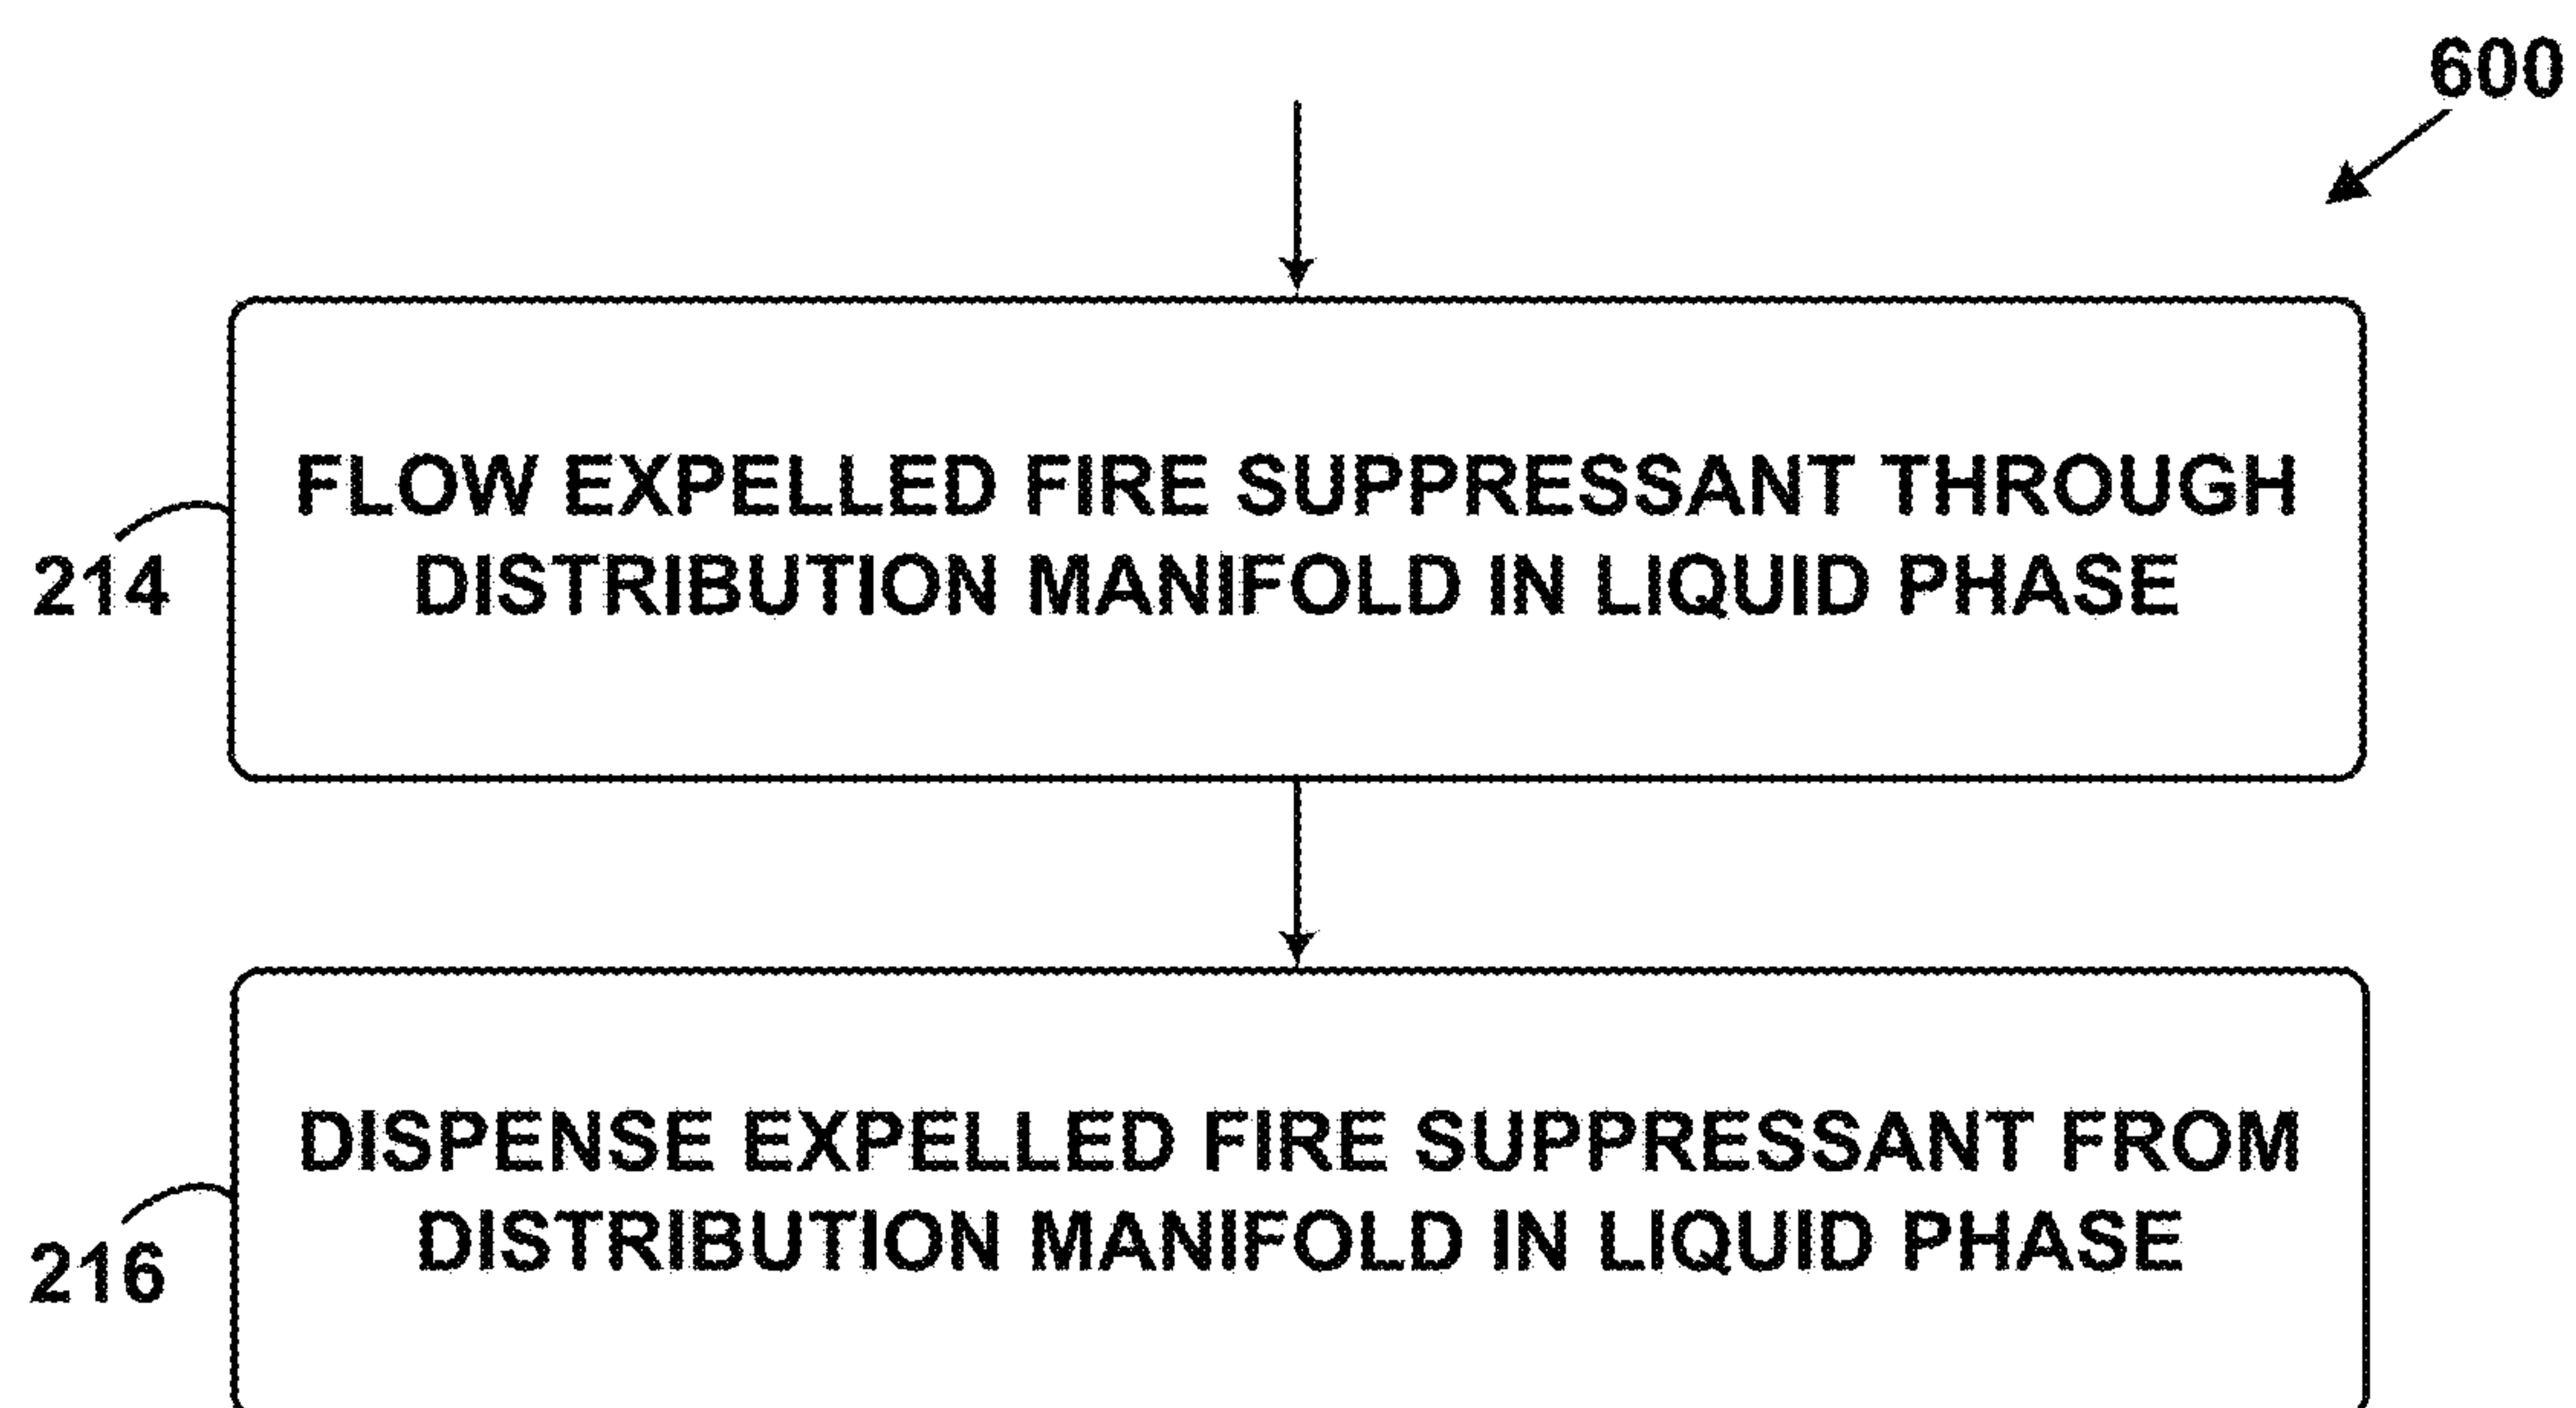 600
FLOW EXPELLED FIRE SUPPRESSANT THROUGH
DISTRIBUTION MANIFOLD IN LIQUID PHASE
214
DISPENSE EXPELLED FIRE SUPPRESSANT FROM
DISTRIBUTION MANIFOLD IN LIQUID PHASE
216